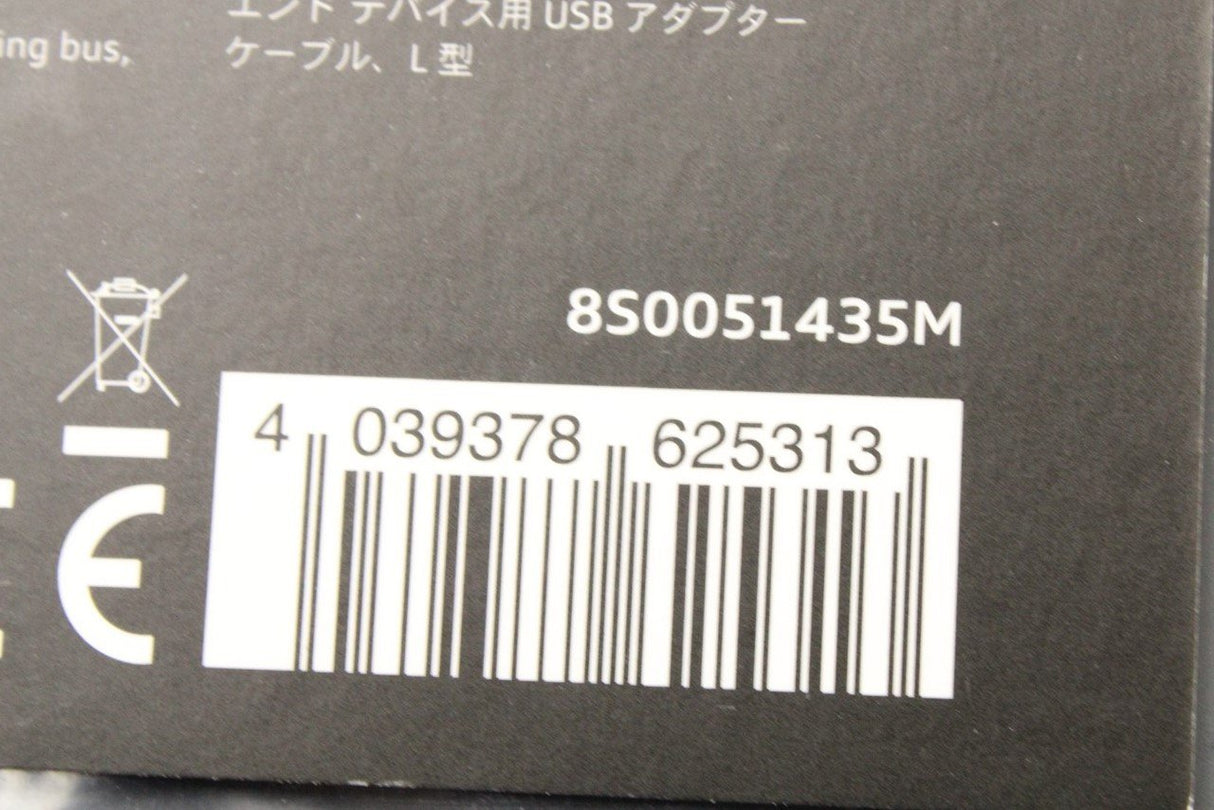 エンド デバイス用 USB アダプター
ing bus,
ケーブル、L 型
8S0051435M
4 039378 625313
CE